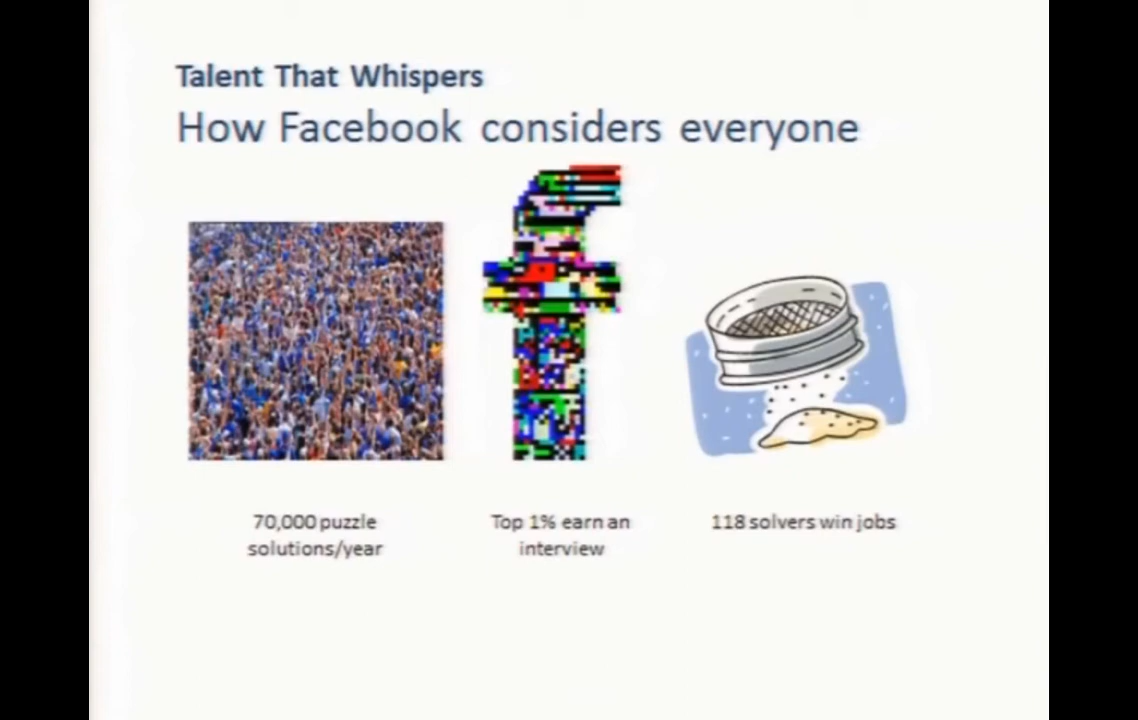 Talent That Whispers
How Facebook considers everyone
70,000 puzzle
solutions/year
Top 1% earn an
interview
118 solvers win jobs